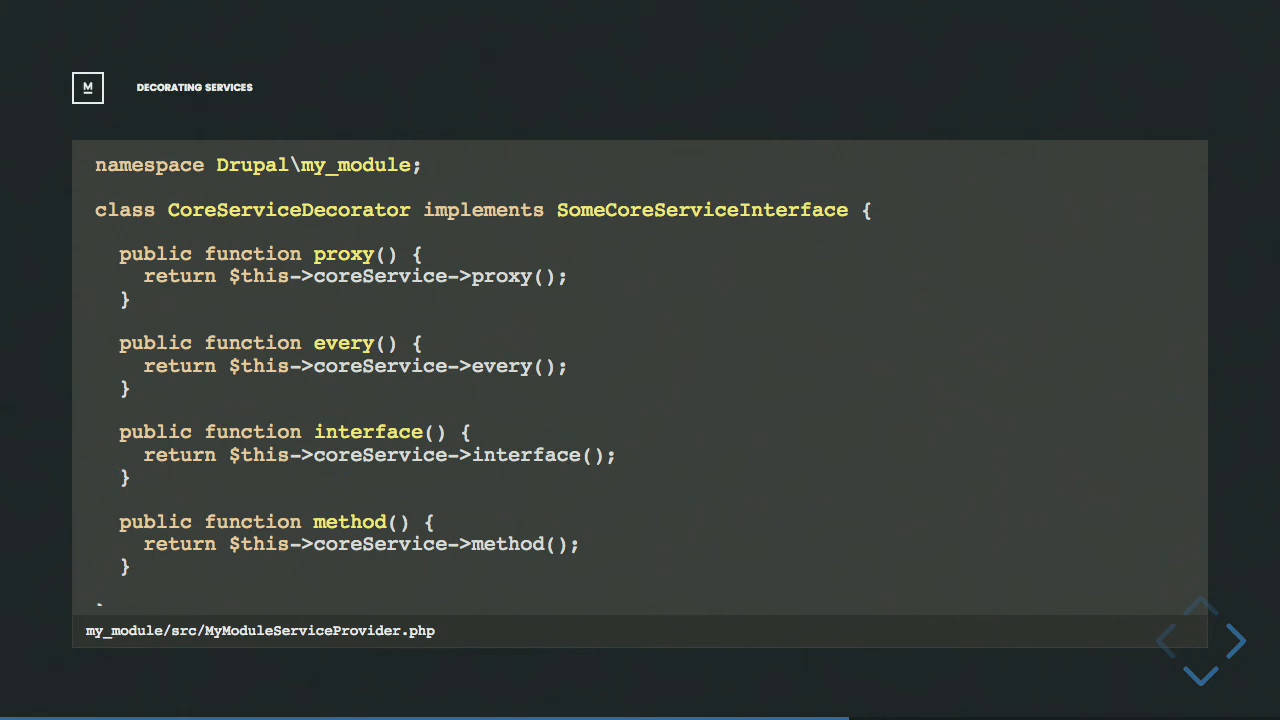 M
DECORATING SERVICES
namespace Drupal\my_module;
class CoreServiceDecorator implements SomeCoreServiceInterface {
public function proxy() {
return $this->coreService->proxy();
}
public function every() {
return $this->coreService->every();
}
public function interface() {
return $this->coreService->interface();
}
public function method() {
return $this->coreService->method();
}
my_module/src/MyModuleServiceProvider.php